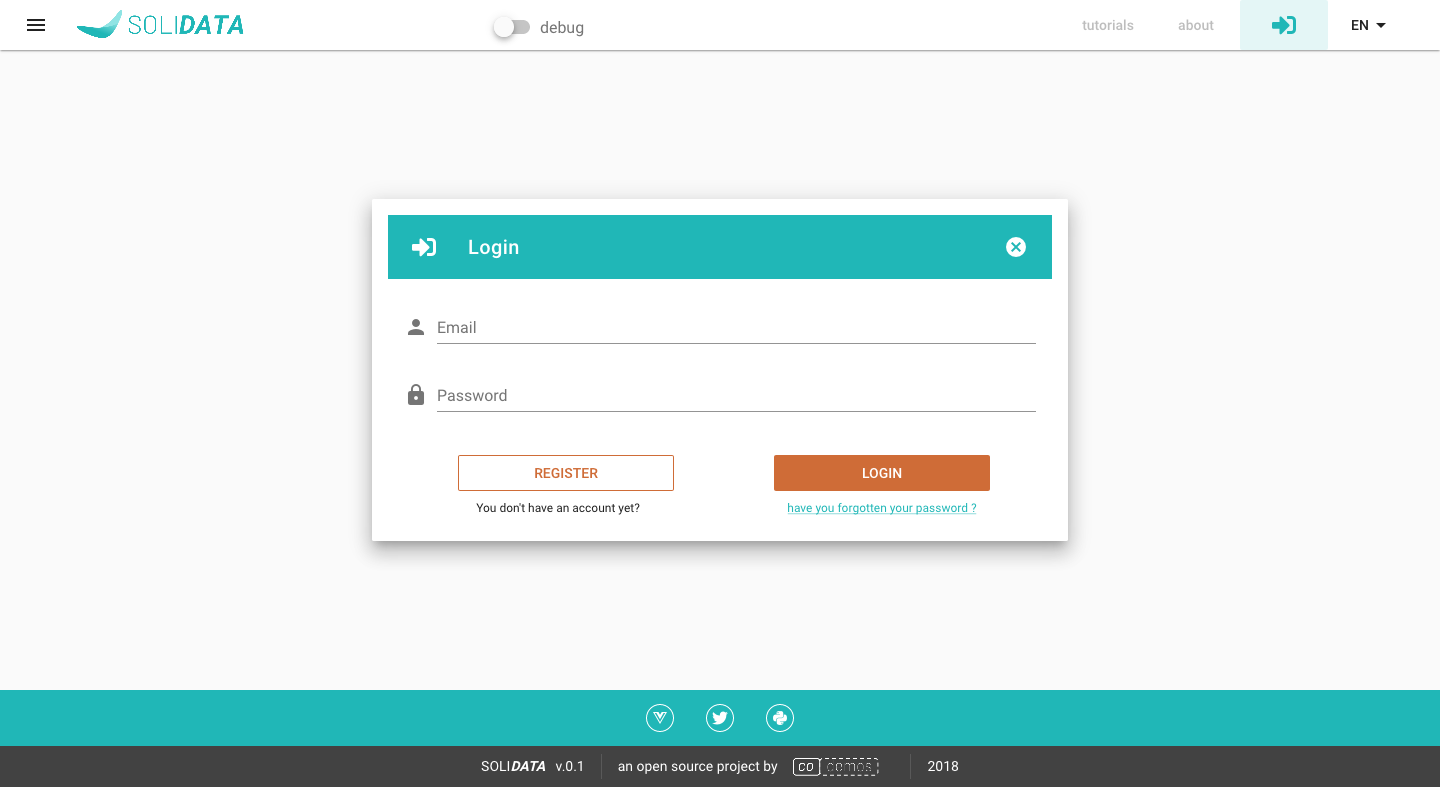 SOLIDATA
debug
tutorials
about
EN
Login
Email
Password
REGISTER
LOGIN
You don't have an account yet?
have you forgotten your password ?
SOLIDATA v.0.1
an open source project by
co demos
2018